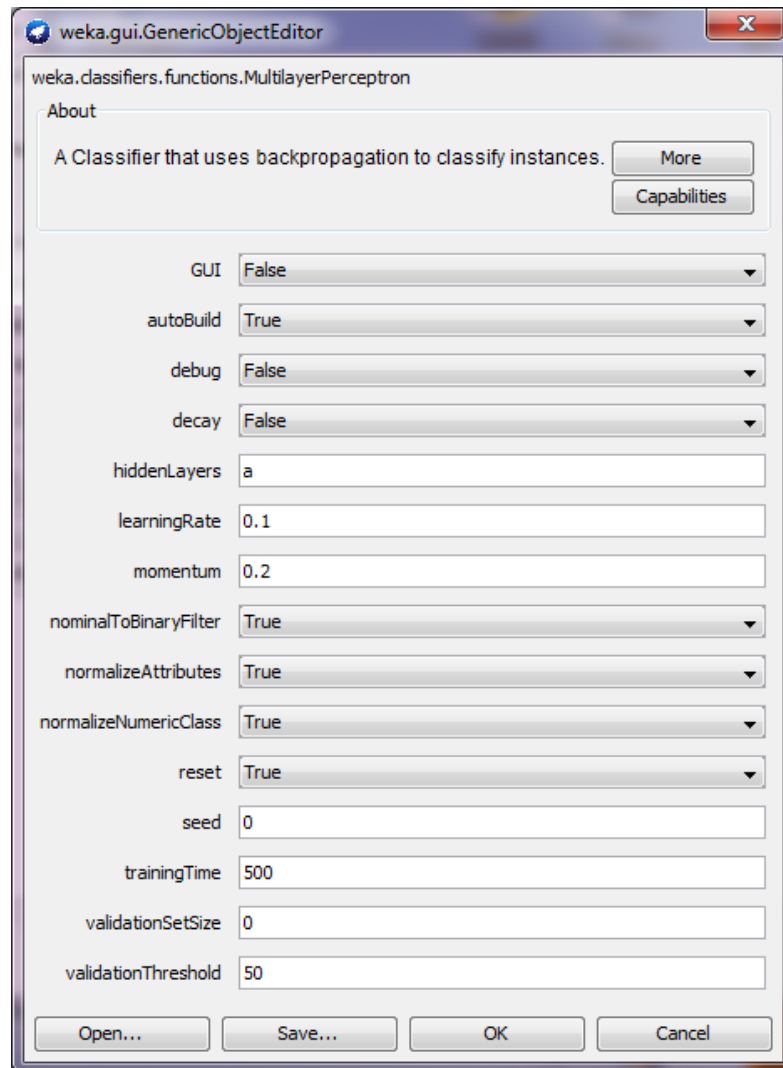 weka.gui.GenericObjectEditor
weka.classifiers.functions.MultilayerPerceptron
About
A Classifier that uses backpropagation to classify instances. More
Capabilities
GUI False
autoBuild True
debug False
decay False
hiddenLayers a
learningRate 0.1
momentum 0.2
nominalToBinaryFilter True
normalizeAttributes True
normalizeNumericClass True
reset True
seed 0
trainingTime 500
validationSetSize 0
validationThreshold 50
Open... Save... OK Cancel